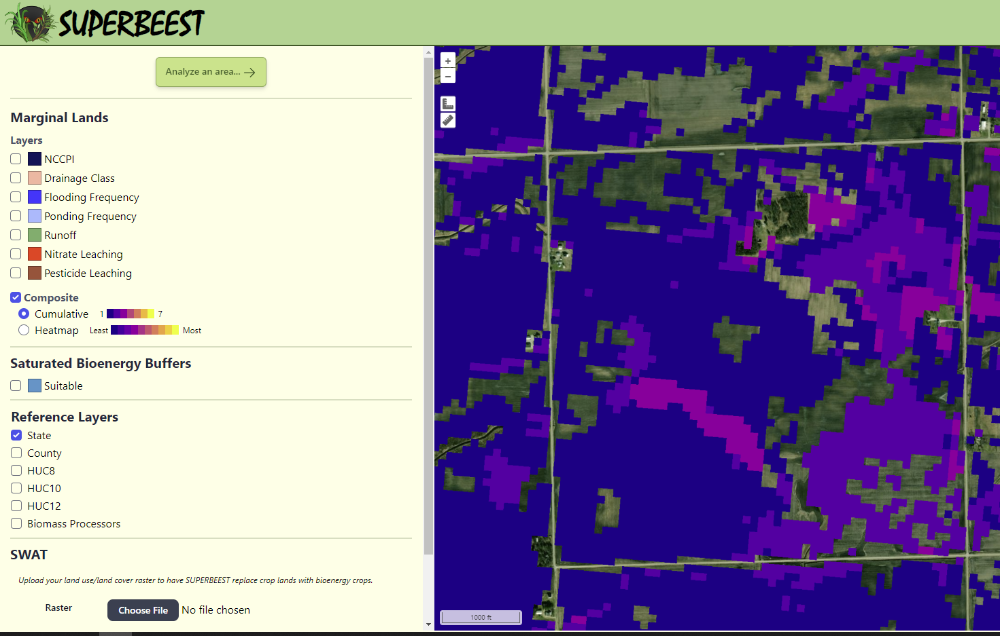 SUPERBEEST
Analyze an area...
Marginal Lands
Layers
NCCPI
Drainage Class
Flooding Frequency
Ponding Frequency
Runoff
Nitrate Leaching
Pesticide Leaching
Composite
Cumulative 1 7
Heatmap Least Most
Saturated Bioenergy Buffers
Suitable
Reference Layers
State
County
HUC8
HUC10
HUC12
Biomass Processors
SWAT
Upload your land use/land cover raster to have SUPERBEEST replace crop lands with bioenergy crops.
Raster Choose File No file chosen
+
−
1000 ft